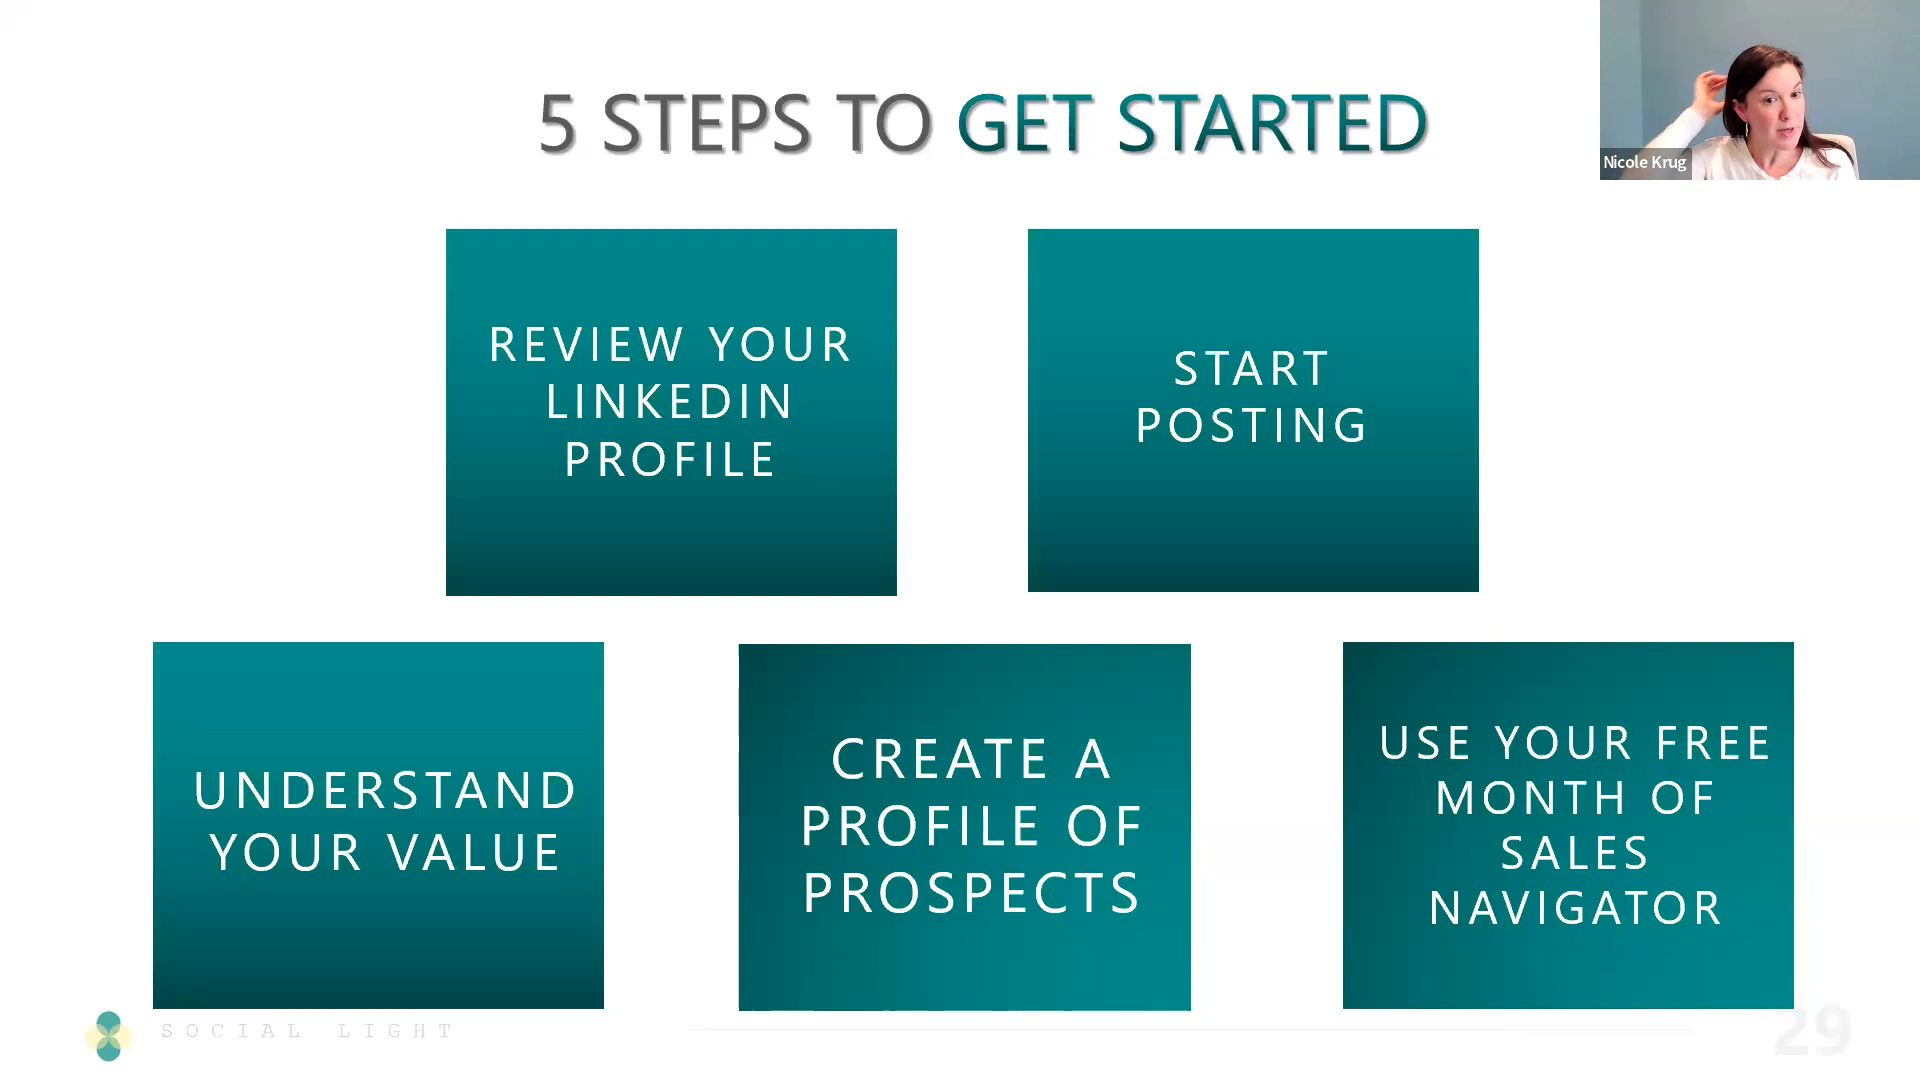 5 STEPS TO GET STARTED
Nicole Krug
REVIEW YOUR
LINKEDIN
PROFILE
START
POSTING
UNDERSTAND
YOUR VALUE
CREATE A
PROFILE OF
PROSPECTS
USE YOUR FREE
MONTH OF
SALES
NAVIGATOR
SOCIAL LIGHT
29